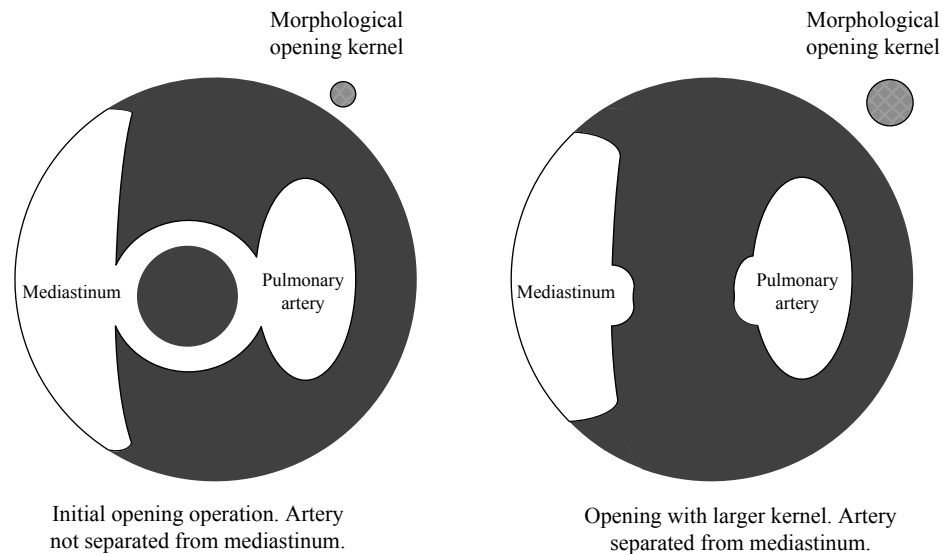 Morphological
opening kernel
Mediastinum
Pulmonary
artery
Initial opening operation. Artery
not separated from mediastinum.
Morphological
opening kernel
Mediastinum
Pulmonary
artery
Opening with larger kernel. Artery
separated from mediastinum.